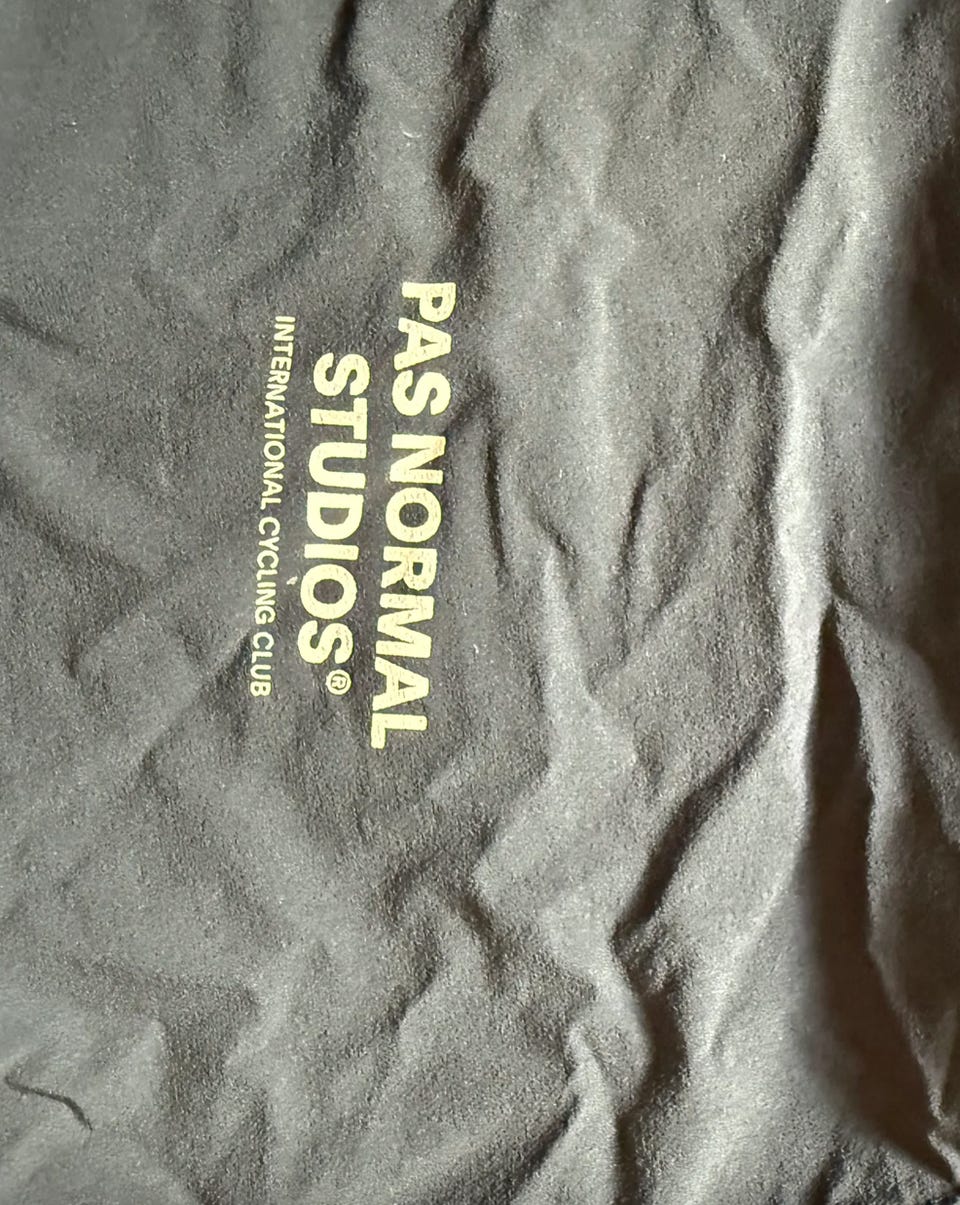 PAS NORMAL
STUDIOS®
INTERNATIONAL CYCLING CLUB